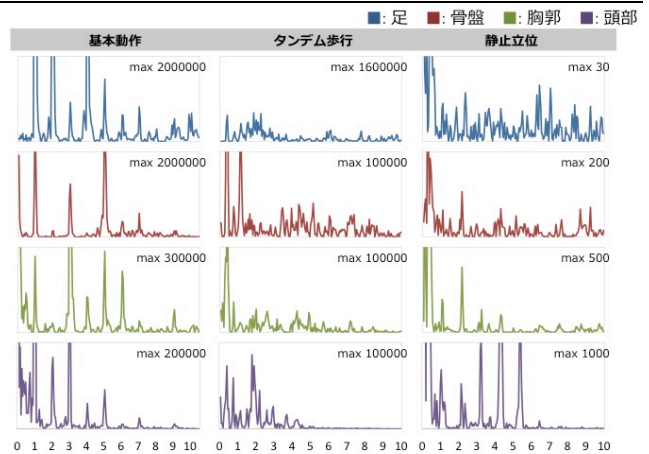 ■: 足 ■: 骨盤 ■: 胸郭 ■: 頭部
基本動作 タンデム歩行 静止立位
max 2000000 max 1600000 max 30
max 2000000 max 100000 max 200
max 300000 max 100000 max 500
max 200000 max 100000 max 1000
0 1 2 3 4 5 6 7 8 9 10 0 1 2 3 4 5 6 7 8 9 10 0 1 2 3 4 5 6 7 8 9 10